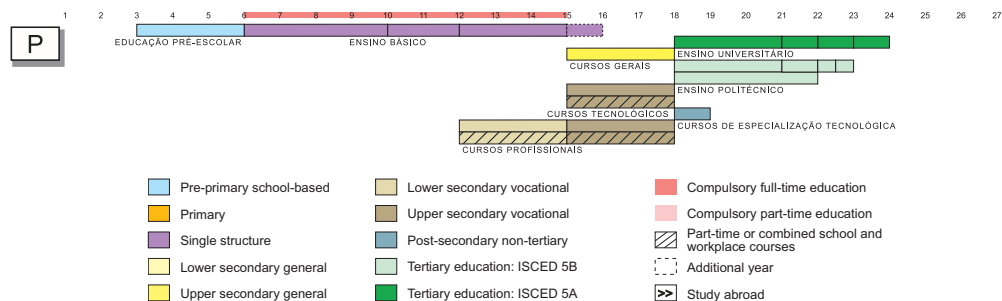 0 1 2 3 4 5 6 7 8 9 10 11 12 13 14 15 16 17 18 19 20 21 22 23 24 25 26 27
P
EDUCAÇÃO PRÉ-ESCOLAR
ENSINO BÁSICO
ENSINO UNIVERSITÁRIO
CURSOS GERAIS
ENSINO POLITÉCNICO
CURSOS TECNOLÓGICOS
CURSOS DE ESPECIALIZAÇÃO TECNOLÓGICA
CURSOS PROFISSIONAIS
Pre-primary school-based
Primary
Single structure
Lower secondary general
Upper secondary general
Lower secondary vocational
Upper secondary vocational
Post-secondary non-tertiary
Tertiary education: ISCED 5B
Tertiary education: ISCED 5A
Compulsory full-time education
Compulsory part-time education
Part-time or combined school and
workplace courses
Additional year
>> Study abroad